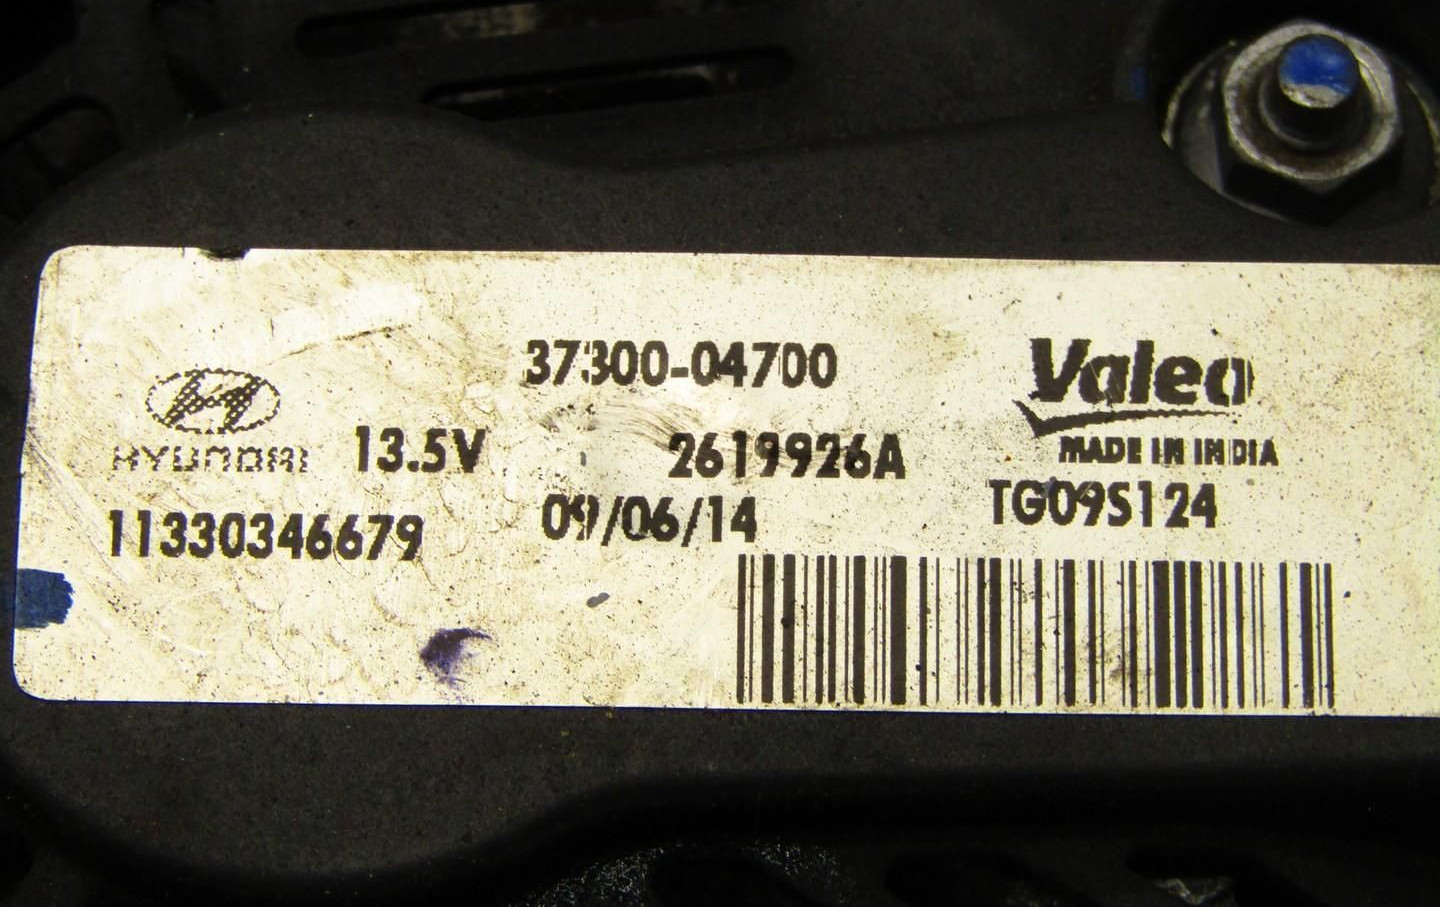 37300-04700
Valeo
HYUNDAI 13.5V 2619926A MADE IN INDIA
11330346679 09/06/14 TG09S124